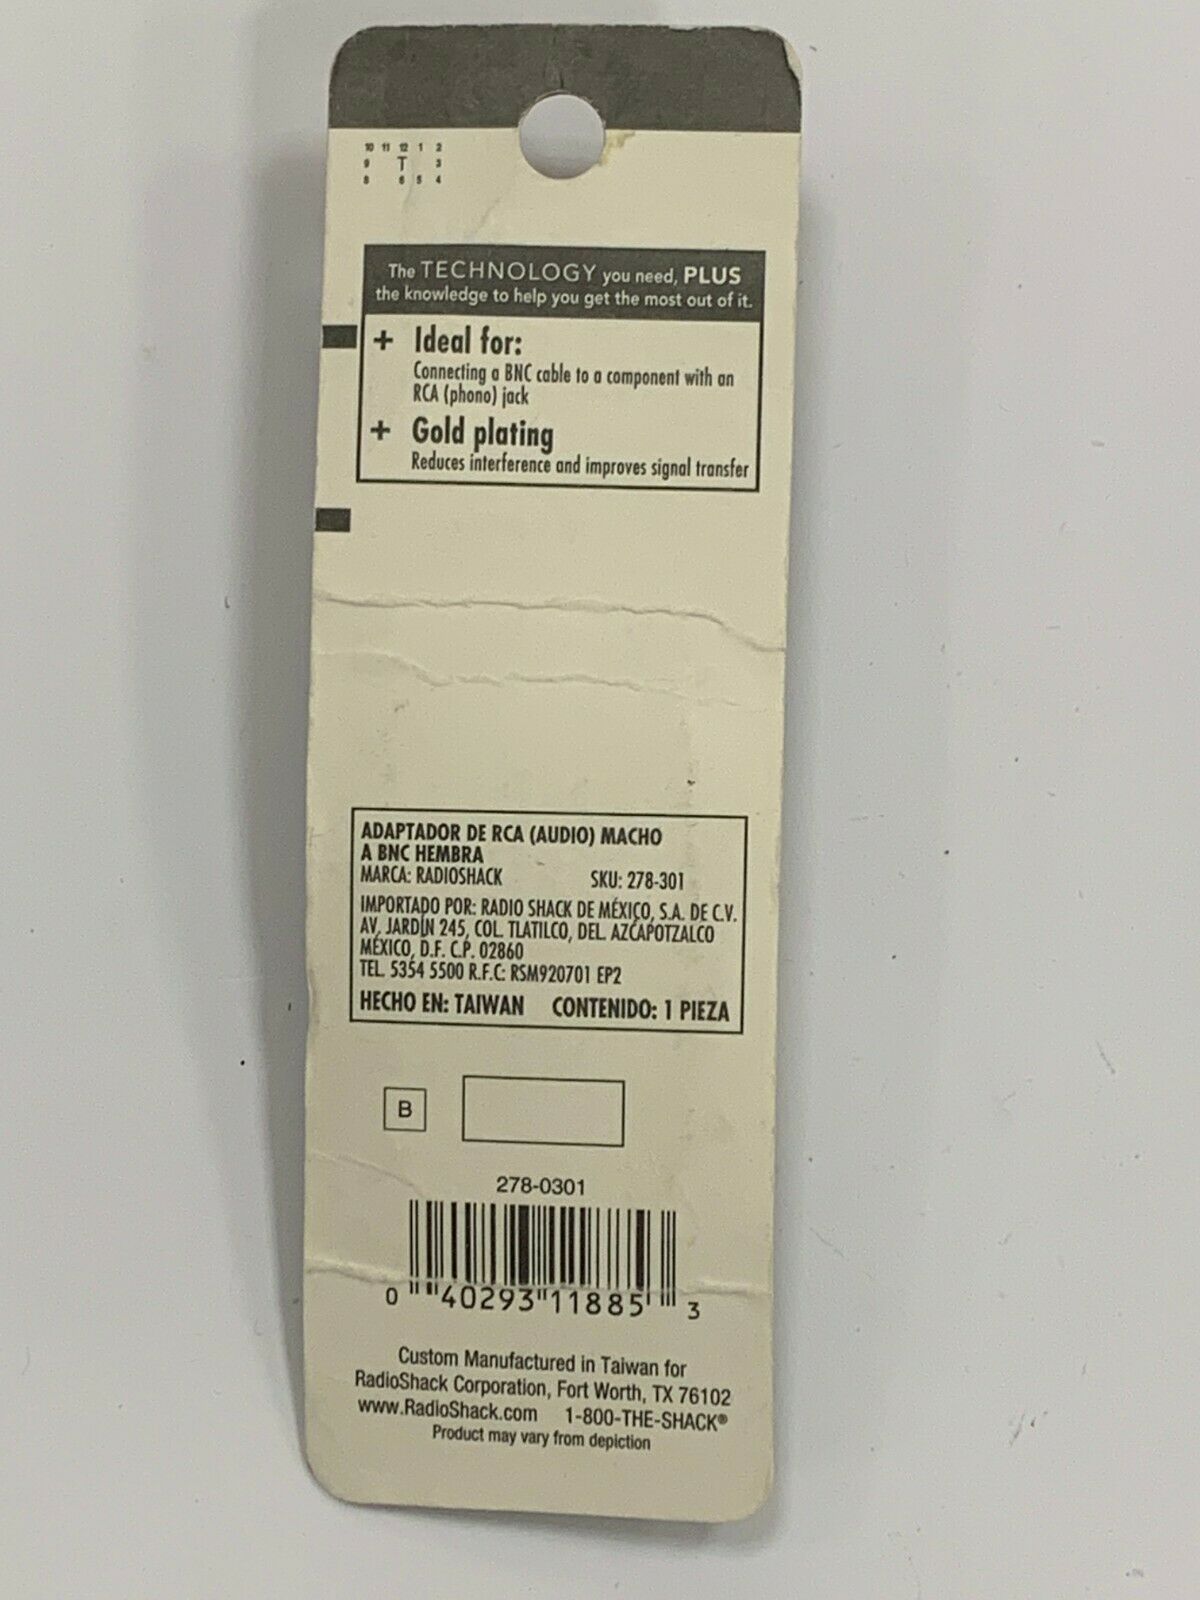 10 11 12 1 2
9 T 3
8 6 5 4
The TECHNOLOGY you need, PLUS
the knowledge to help you get the most out of it.
+ Ideal for:
Connecting a BNC cable to a component with an
RCA (phono) jack
+ Gold plating
Reduces interference and improves signal transfer
ADAPTADOR DE RCA (AUDIO) MACHO
A BNC HEMBRA
MARCA: RADIOSHACK SKU: 278-301
IMPORTADO POR: RADIO SHACK DE MÉXICO, S.A. DE C.V.
AV. JARDÍN 245, COL. TLATILCO, DEL. AZCAPOTZALCO
MÉXICO, D.F. C.P. 02860
TEL. 5354 5500 R.F.C: RSM920701 EP2
HECHO EN: TAIWAN CONTENIDO: 1 PIEZA
B
278-0301
0 40293 11885 3
Custom Manufactured in Taiwan for
RadioShack Corporation, Fort Worth, TX 76102
www.RadioShack.com 1-800-THE-SHACK®
Product may vary from depiction